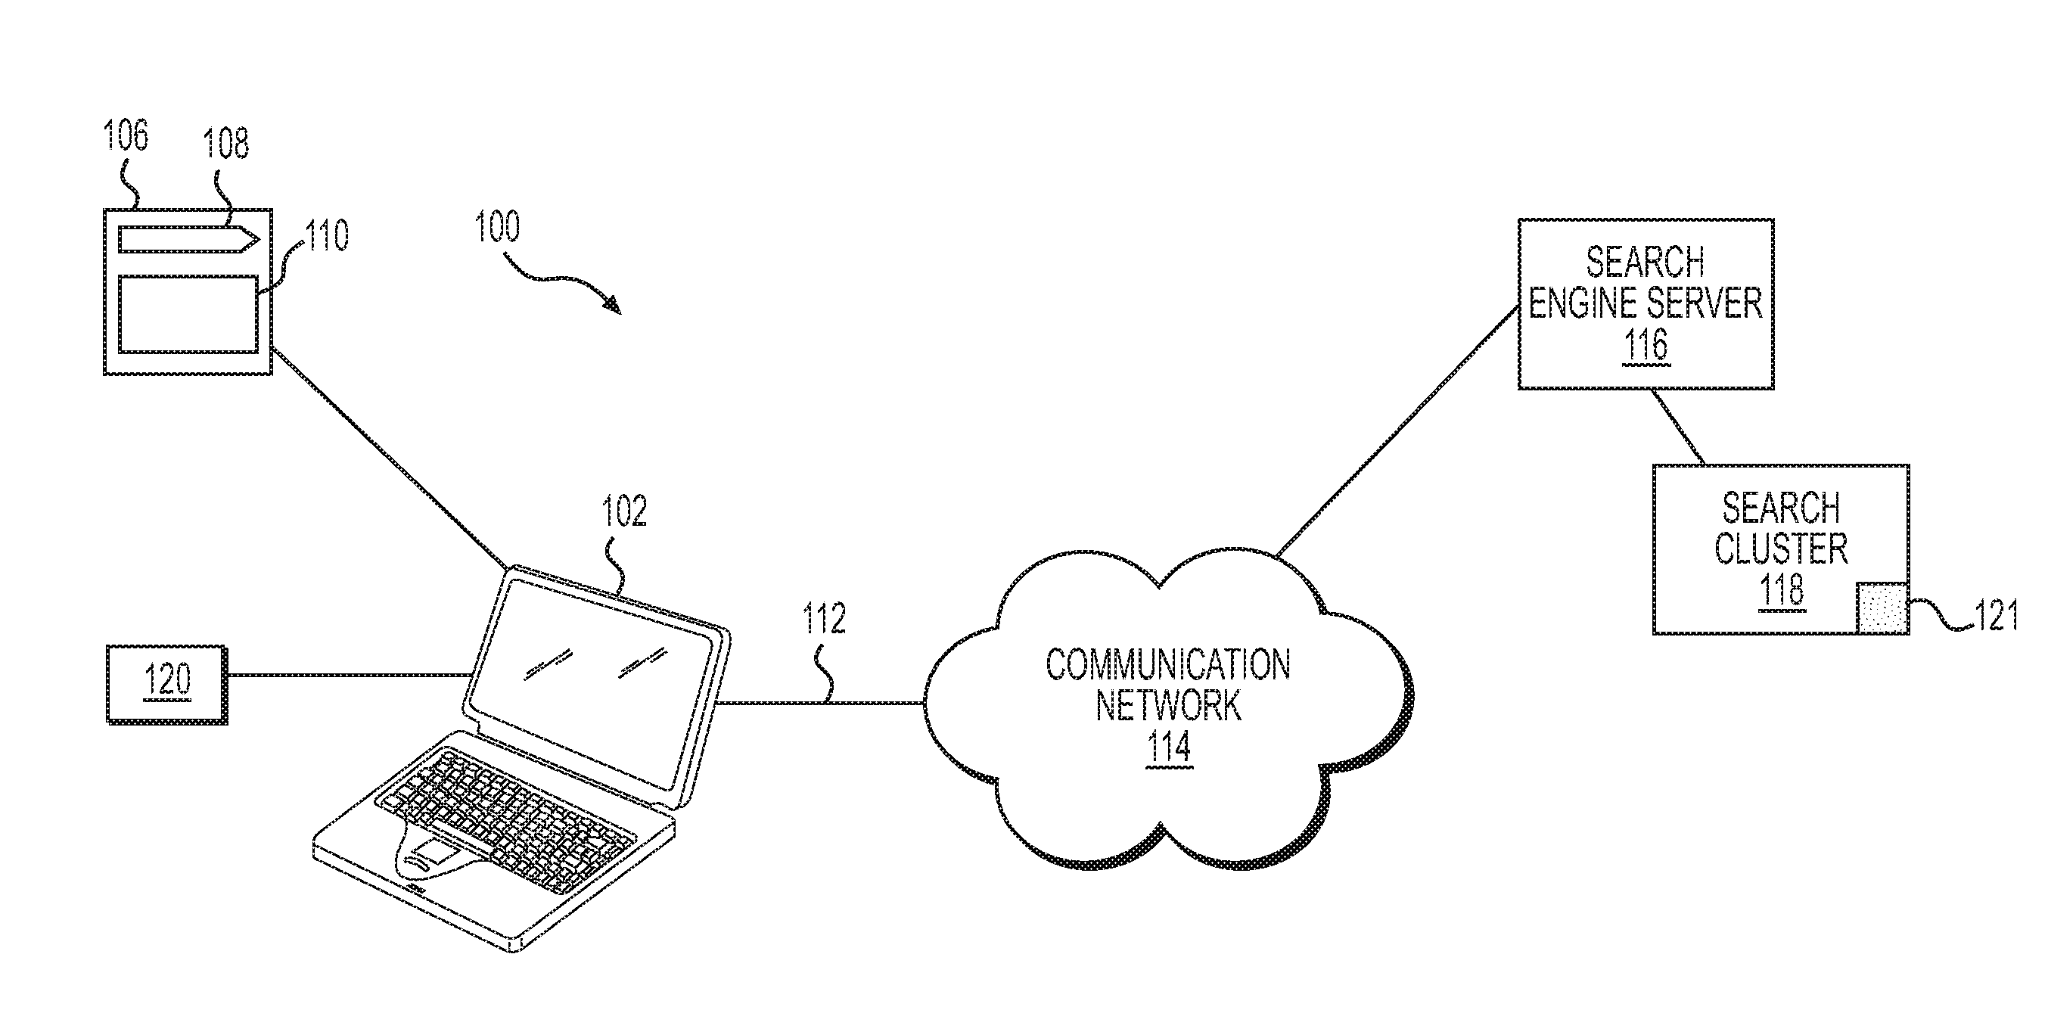 106
108
110
100
SEARCH
ENGINE SERVER
116
102
SEARCH
CLUSTER
118
121
112
120
COMMUNICATION
NETWORK
114